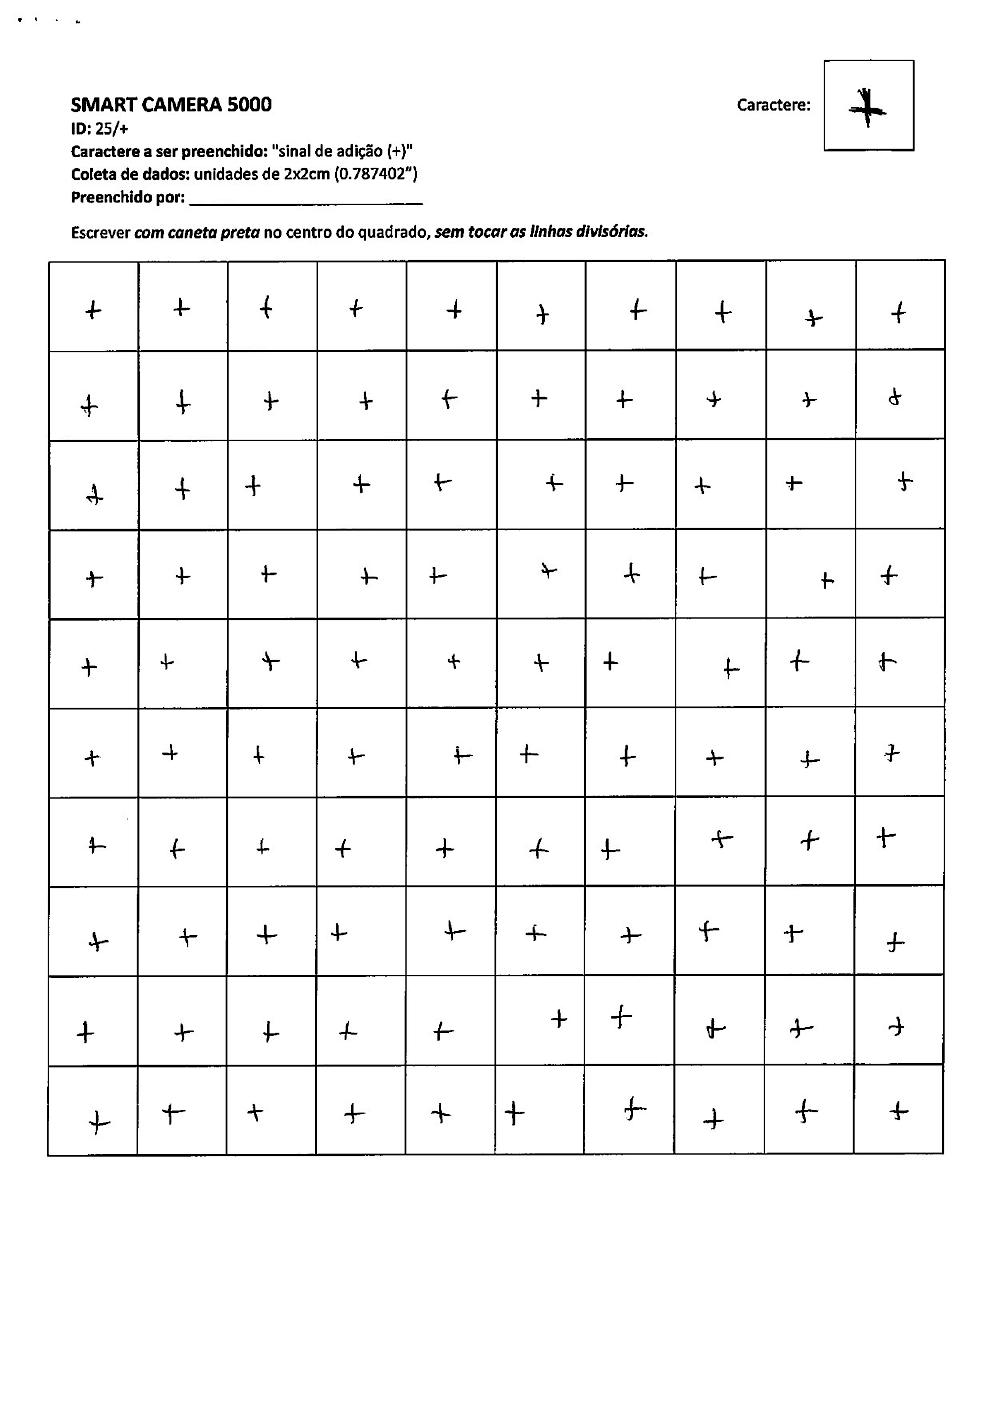 SMART CAMERA 5000
ID: 25/+
Caractere a ser preenchido: "sinal de adição (+)"
Coleta de dados: unidades de 2x2cm (0.787402")
Preenchido por: ___________________________
Caractere: +
Escrever com caneta preta no centro do quadrado, sem tocar as linhas divisórias.
+ + + + + + + + + +
+ + + + + + + + + +
+ + + + + + + + + +
+ + + + + + + + + +
+ + + + + + + + + +
+ + + + + + + + + +
+ + + + + + + + + +
+ + + + + + + + + +
+ + + + + + + + + +
+ + + + + + + + + +